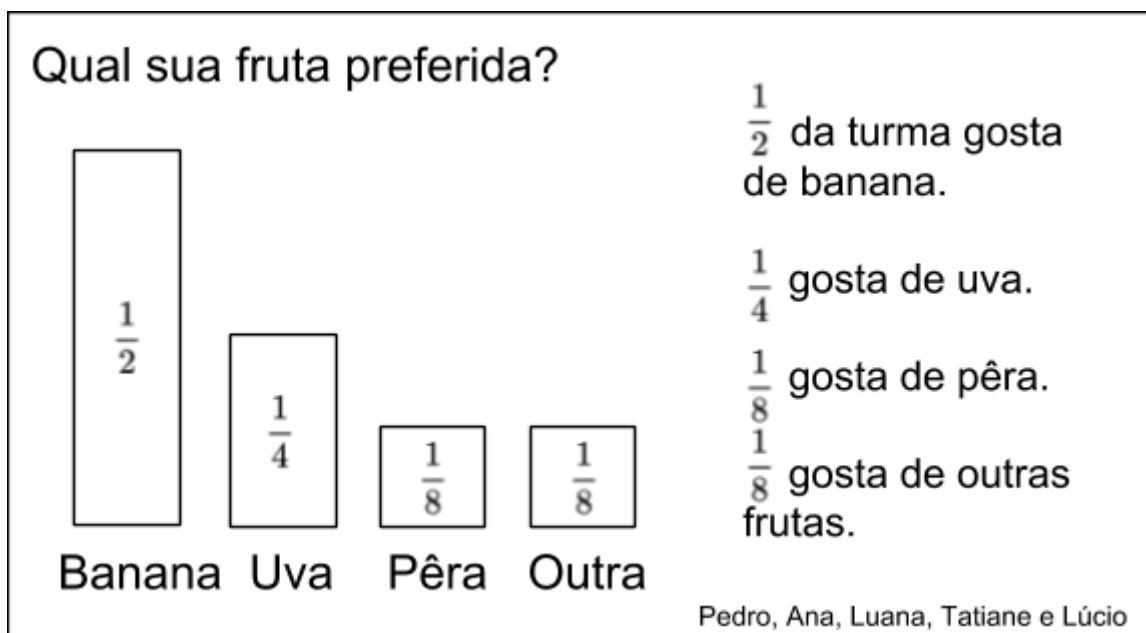 Qual sua fruta preferida?
1/2
1/4
1/8
1/8
Banana Uva Pêra Outra
1/2 da turma gosta
de banana.
1/4 gosta de uva.
1/8 gosta de pêra.
1/8 gosta de outras
frutas.
Pedro, Ana, Luana, Tatiane e Lúcio